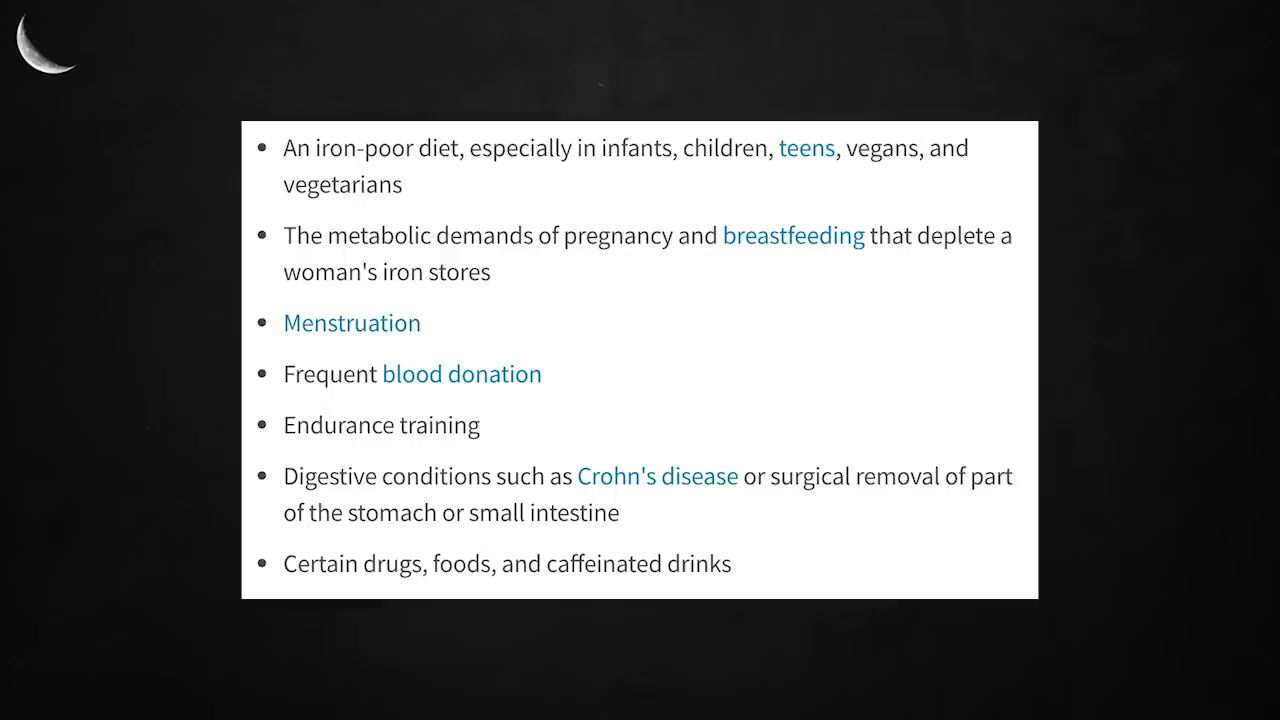 • An iron-poor diet, especially in infants, children, teens, vegans, and
vegetarians
• The metabolic demands of pregnancy and breastfeeding that deplete a
woman's iron stores
• Menstruation
• Frequent blood donation
• Endurance training
• Digestive conditions such as Crohn's disease or surgical removal of part
of the stomach or small intestine
• Certain drugs, foods, and caffeinated drinks